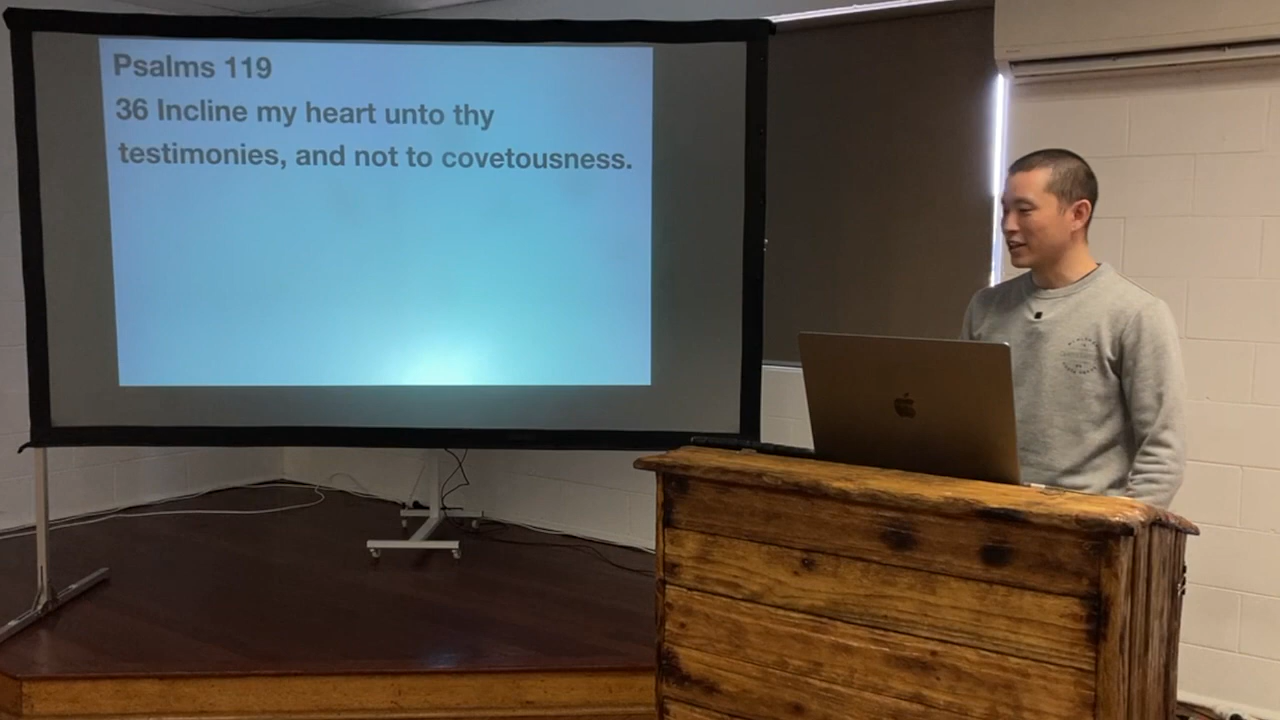 Psalms 119
36 Incline my heart unto thy
testimonies, and not to covetousness.